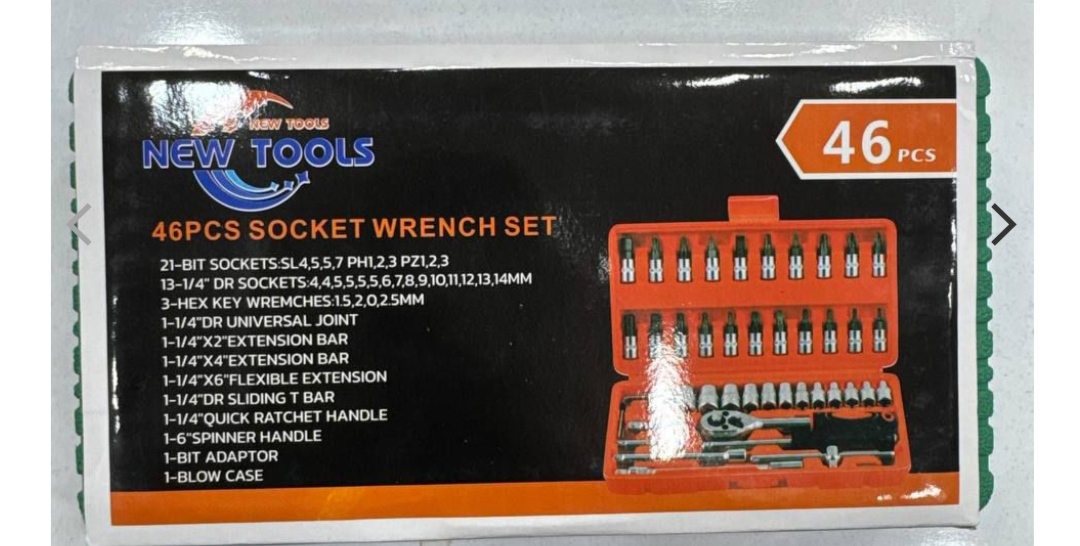 NEW TOOLS
NEW TOOLS
46 PCS
46PCS SOCKET WRENCH SET
21-BIT SOCKETS:SL4,5,5,7 PH1,2,3 PZ1,2,3
13-1/4" DR SOCKETS:4,4.5,5,5.5,6,7,8,9,10,11,12,13,14MM
3-HEX KEY WREMCHES:1.5,2,0,2.5MM
1-1/4"DR UNIVERSAL JOINT
1-1/4"X2"EXTENSION BAR
1-1/4"X4"EXTENSION BAR
1-1/4"X6"FLEXIBLE EXTENSION
1-1/4"DR SLIDING T BAR
1-1/4"QUICK RATCHET HANDLE
1-6"SPINNER HANDLE
1-BIT ADAPTOR
1-BLOW CASE